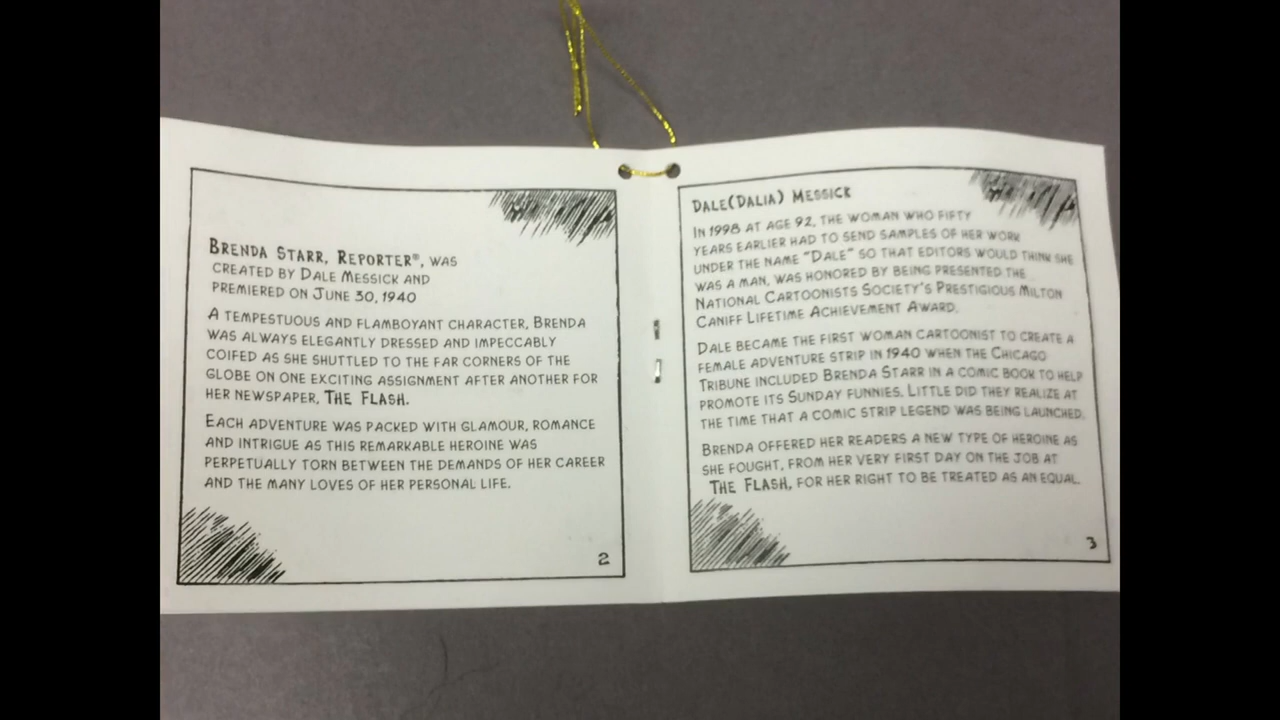 BRENDA STARR, REPORTER®, WAS
CREATED BY DALE MESSICK AND
PREMIERED ON JUNE 30, 1940
A TEMPESTUOUS AND FLAMBOYANT CHARACTER, BRENDA
WAS ALWAYS ELEGANTLY DRESSED AND IMPECCABLY
COIFED AS SHE SHUTTLED TO THE FAR CORNERS OF THE
GLOBE ON ONE EXCITING ASSIGNMENT AFTER ANOTHER FOR
HER NEWSPAPER, THE FLASH.
EACH ADVENTURE WAS PACKED WITH GLAMOUR, ROMANCE
AND INTRIGUE AS THIS REMARKABLE HEROINE WAS
PERPETUALLY TORN BETWEEN THE DEMANDS OF HER CAREER
AND THE MANY LOVES OF HER PERSONAL LIFE.
2
DALE(DALIA) MESSICK
IN 1998 AT AGE 92, THE WOMAN WHO FIFTY
YEARS EARLIER HAD TO SEND SAMPLES OF HER WORK
UNDER THE NAME "DALE" SO THAT EDITORS WOULD THINK SHE
WAS A MAN, WAS HONORED BY BEING PRESENTED THE
NATIONAL CARTOONISTS SOCIETY'S PRESTIGIOUS MILTON
CANIFF LIFETIME ACHIEVEMENT AWARD.
DALE BECAME THE FIRST WOMAN CARTOONIST TO CREATE A
FEMALE ADVENTURE STRIP IN 1940 WHEN THE CHICAGO
TRIBUNE INCLUDED BRENDA STARR IN A COMIC BOOK TO HELP
PROMOTE ITS SUNDAY FUNNIES. LITTLE DID THEY REALIZE AT
THE TIME THAT A COMIC STRIP LEGEND WAS BEING LAUNCHED.
BRENDA OFFERED HER READERS A NEW TYPE OF HEROINE AS
SHE FOUGHT, FROM HER VERY FIRST DAY ON THE JOB AT
THE FLASH, FOR HER RIGHT TO BE TREATED AS AN EQUAL.
3